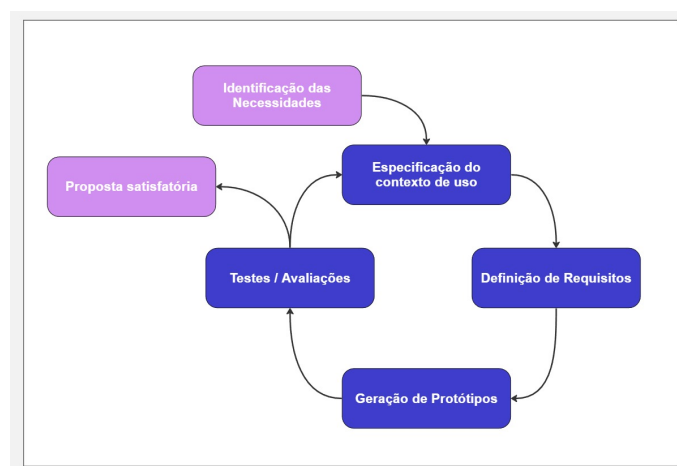 Identificação das
Necessidades
Especificação do
contexto de uso
Proposta satisfatória
Testes / Avaliações
Definição de Requisitos
Geração de Protótipos